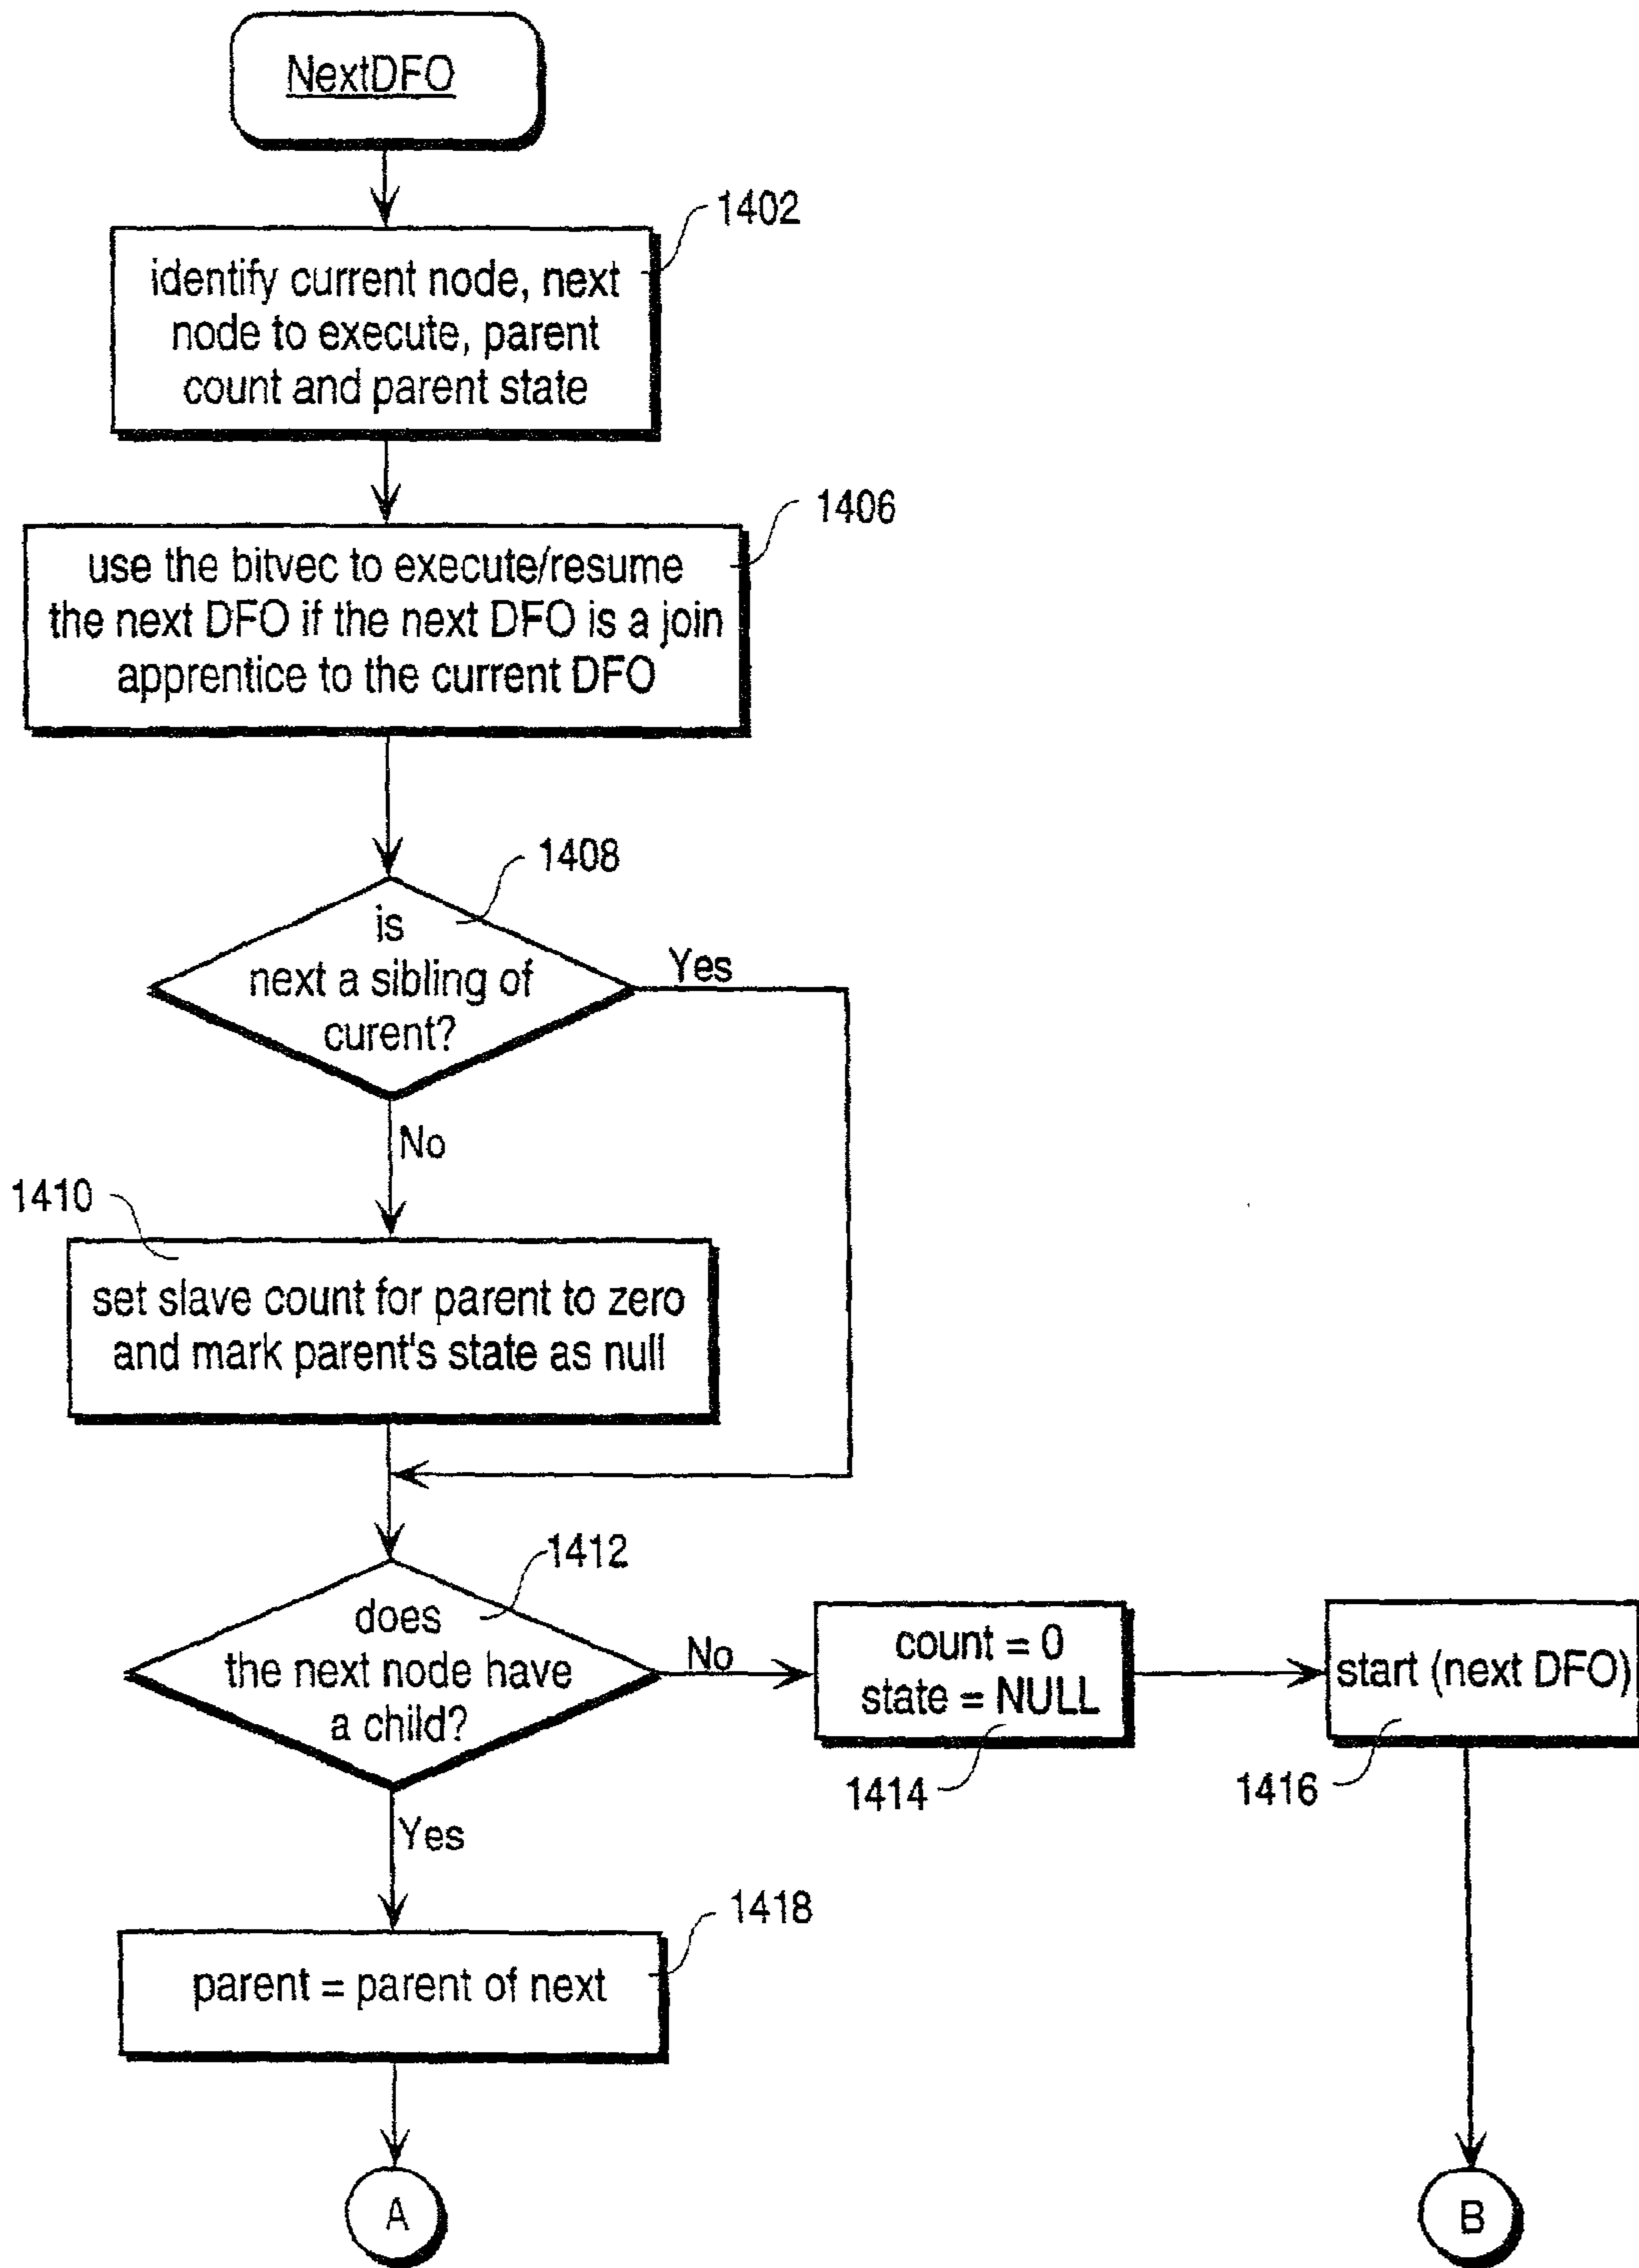 NextDFO
1402
identify current node, next
node to execute, parent
count and parent state
1406
use the bitvec to execute/resume
the next DFO if the next DFO is a join
apprentice to the current DFO
1408
is
next a sibling of
curent?
Yes
No
1410
set slave count for parent to zero
and mark parent's state as null
1412
does
the next node have
a child?
No
count = 0
state = NULL
1414
start (next DFO)
1416
Yes
1418
parent = parent of next
A
B